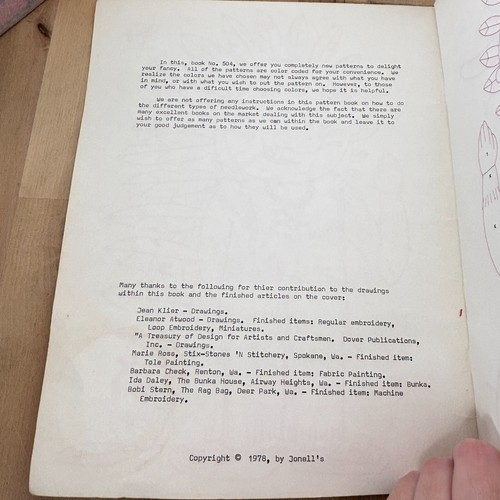 In this, book No. 504, we offer you completely new patterns to delight
your fancy. All of the patterns are color coded for your convenience. We
realize the colors we have chosen may not always agree with what you have
in mind, or with what you wish to put the pattern on. However, to those
of you who have a dificult time choosing colors, we hope it is helpful.
We are not offering any instructions in this pattern book on how to do
the different types of needlework. We acknowledge the fact that there are
many excellent books on the market dealing with this subject. We simply
wish to offer as many patterns as we can within the book and leave it to
your good judgement as to how they will be used.
Many thanks to the following for thier contribution to the drawings
within this book and the finished articles on the cover:
Jean Klier - Drawings.
Eleanor Atwood - Drawings. Finished items: Regular embroidery,
Loop Embroidery, Miniatures.
"A Treasury of Design for Artists and Craftsmen. Dover Publications,
Inc. - Drawings.
Marie Ross, Stix-Stones 'N Stitchery, Spokane, Wa. - Finished item:
Tole Painting.
Barbara Check, Renton, Wa. - Finished item: Fabric Painting.
Ida Daley, The Bunka House, Airway Heights, Wa. - Finished item: Bunka.
Bobi Stern, The Rag Bag, Deer Park, Wa. - Finished item: Machine
Embroidery.
Copyright © 1978, by Jonell's